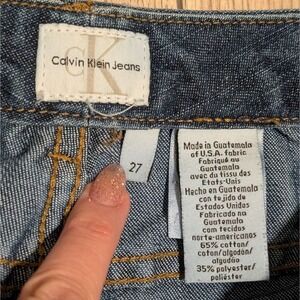 CK
Calvin Klein Jeans
27
Made in Guatemala
of U.S.A. fabric
Fabriqué au
Guatemala
avec du tissu des
Etats-Unis
Hecho en Guatemala
con tejido de
Estados Unidos
Fabricado na
Guatemala
com tecidos
norte-americanos
65% cotton/
coton/algodon/
algodão
35% polyester/
poliéster